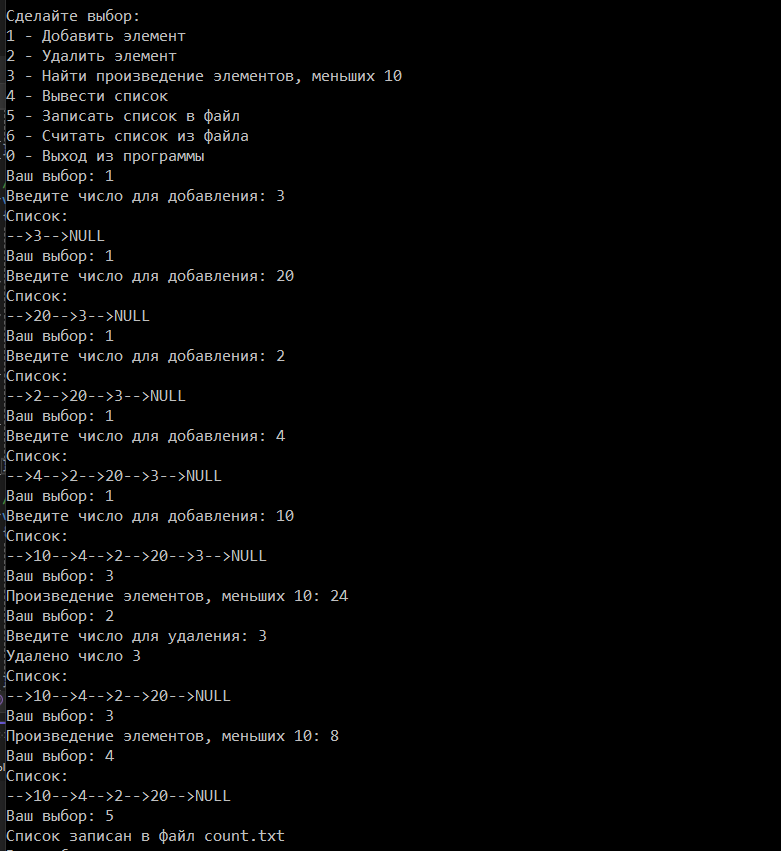 Сделайте выбор:
1 - Добавить элемент
2 - Удалить элемент
3 - Найти произведение элементов, меньших 10
4 - Вывести список
5 - Записать список в файл
6 - Считать список из файла
0 - Выход из программы
Ваш выбор: 1
Введите число для добавления: 3
Список:
-->3-->NULL
Ваш выбор: 1
Введите число для добавления: 20
Список:
-->20-->3-->NULL
Ваш выбор: 1
Введите число для добавления: 2
Список:
-->2-->20-->3-->NULL
Ваш выбор: 1
Введите число для добавления: 4
Список:
-->4-->2-->20-->3-->NULL
Ваш выбор: 1
Введите число для добавления: 10
Список:
-->10-->4-->2-->20-->3-->NULL
Ваш выбор: 3
Произведение элементов, меньших 10: 24
Ваш выбор: 2
Введите число для удаления: 3
Удалено число 3
Список:
-->10-->4-->2-->20-->NULL
Ваш выбор: 3
Произведение элементов, меньших 10: 8
Ваш выбор: 4
Список:
-->10-->4-->2-->20-->NULL
Ваш выбор: 5
Список записан в файл count.txt